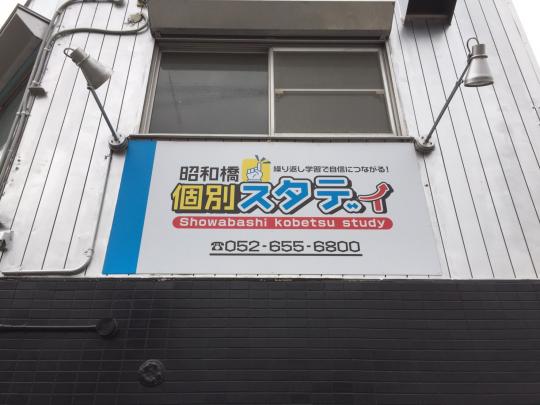 昭和橋
繰り返し学習で自信につながる!
個別スタディ
Showabashi kobetsu study
☎052-655-6800